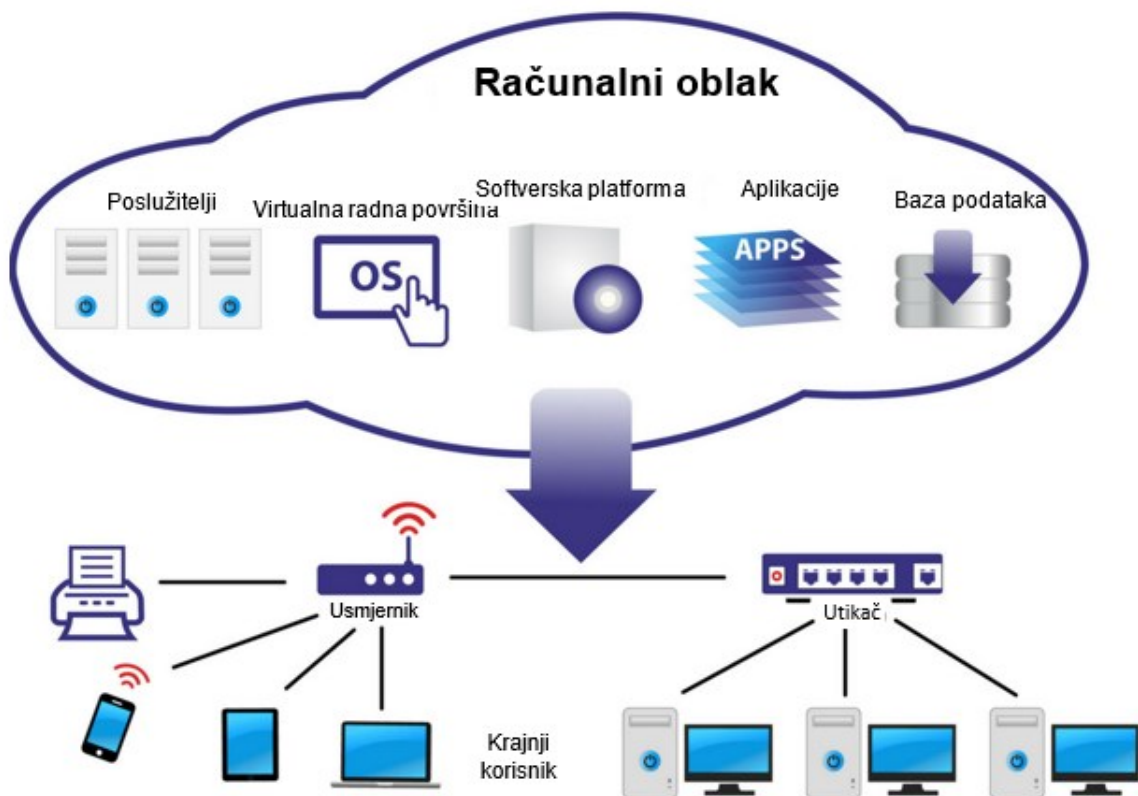 Računalni oblak
Poslužitelji
Virtualna radna površina
Softverska platforma
Aplikacije
Baza podataka
OS
APPS
Usmjernik
Utikač
Krajnji
korisnik